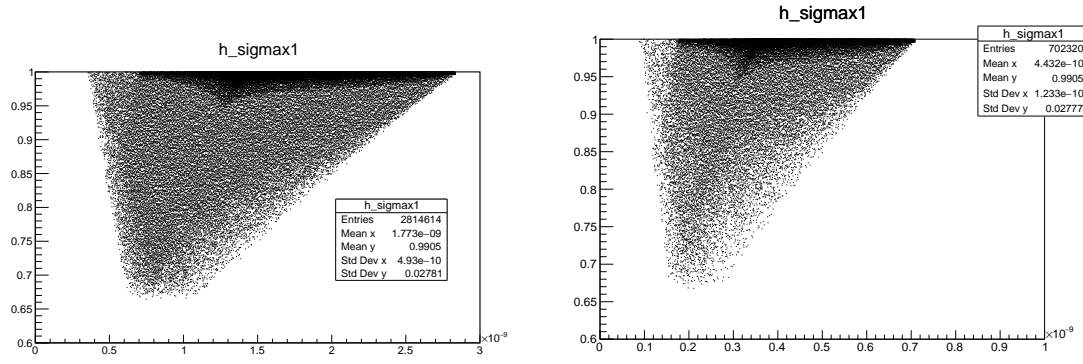 h_sigmax1
1
0.95
0.9
0.85
0.8
0.75
0.7
0.65
0.6
0
0.5
1
1.5
2
2.5
3
×10−9
h_sigmax1
Entries 2814614
Mean x 1.773e−09
Mean y 0.9905
Std Dev x 4.93e−10
Std Dev y 0.02781
h_sigmax1
1
0.95
0.9
0.85
0.8
0.75
0.7
0.65
0.6
0
0.1
0.2
0.3
0.4
0.5
0.6
0.7
0.8
0.9
1
×10−9
h_sigmax1
Entries 702320
Mean x 4.432e−10
Mean y 0.9905
Std Dev x 1.233e−10
Std Dev y 0.02777